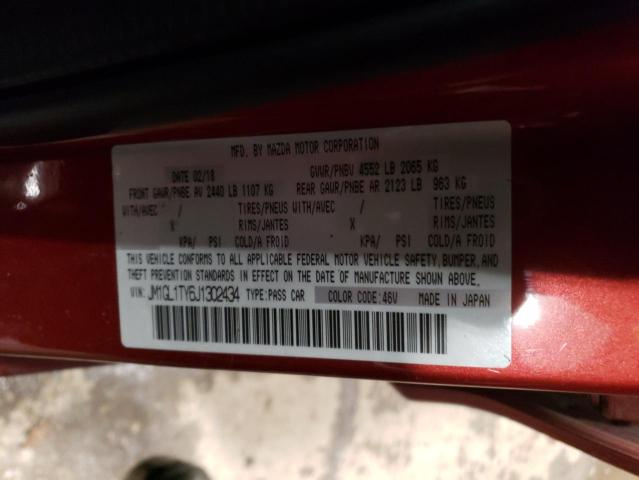 MFD. BY MAZDA MOTOR CORPORATION
DATE 02/18 GVWR/PNBV 4552 LB 2065 KG
FRONT GAWR/PNBE AV 2440 LB 1107 KG REAR GAWR/PNBE AR 2123 LB 963 KG
WITH/AVEC / TIRES/PNEUS WITH/AVEC / TIRES/PNEUS
X RIMS/JANTES X RIMS/JANTES
KPA/ PSI COLD/A FROID KPA/ PSI COLD/A FROID
THIS VEHICLE CONFORMS TO ALL APPLICABLE FEDERAL MOTOR VEHICLE SAFETY, BUMPER, AND
THEFT PREVENTION STANDARDS IN EFFECT ON THE DATE OF MANUFACTURE SHOWN ABOVE.
VIN: JM1GL1TY6J1302434 TYPE:PASS CAR COLOR CODE:46V MADE IN JAPAN